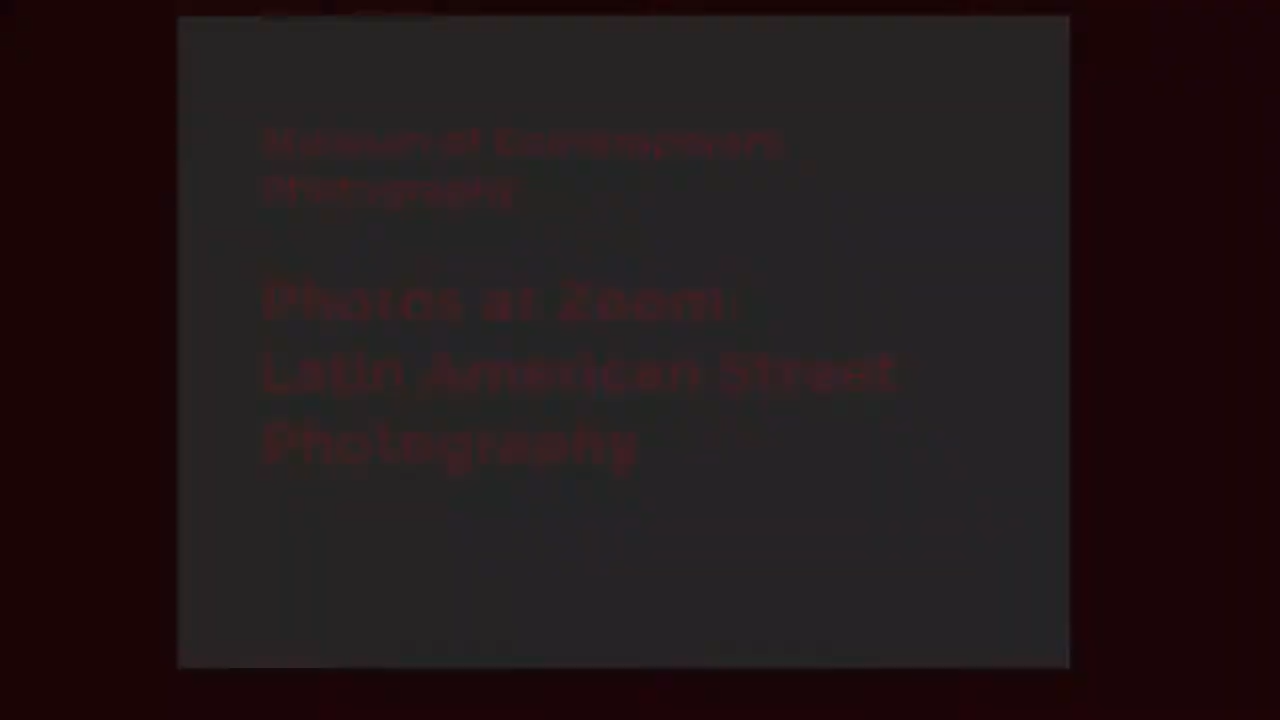 Museum of Contemporary
Photography
Photos at Zoom:
Latin American Street
Photography